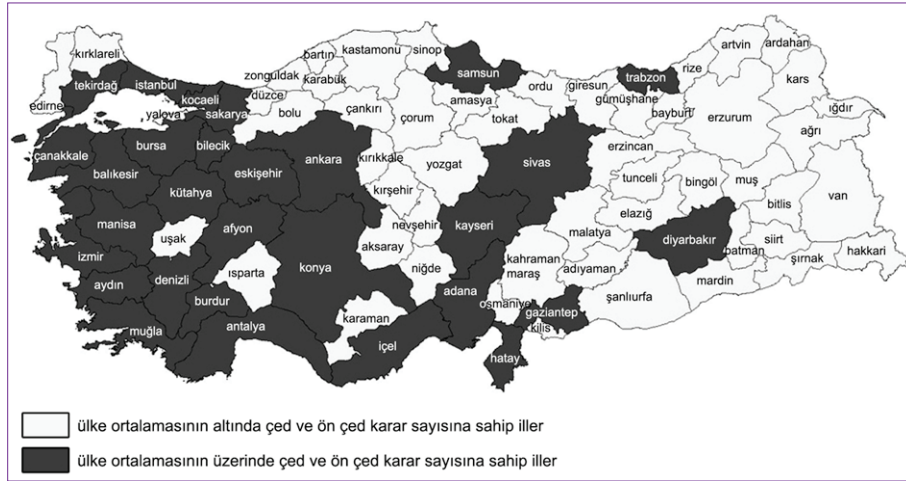 kırklareli
edirne
tekirdağ
istanbul
kocaeli
yalova
sakarya
düzce
zonguldak
bartın
karabük
kastamonu
sinop
samsun
ordu
giresun
trabzon
rize
artvin
ardahan
kars
ığdır
ağrı
erzurum
bayburt
gümüşhane
bolu
çankırı
çorum
amasya
tokat
çanakkale
balıkesir
bursa
bilecik
kütahya
eskişehir
ankara
kırıkkale
yozgat
sivas
erzincan
tunceli
bingöl
muş
bitlis
van
kırşehir
nevşehir
kayseri
malatya
elazığ
diyarbakır
batman
siirt
şırnak
hakkari
manisa
uşak
afyon
izmir
aydın
denizli
ısparta
burdur
konya
aksaray
niğde
kahraman
maraş
adıyaman
şanlıurfa
mardin
muğla
antalya
karaman
içel
adana
osmaniye
gaziantep
kilis
hatay
ülke ortalamasının altında çed ve ön çed karar sayısına sahip iller
ülke ortalamasının üzerinde çed ve ön çed karar sayısına sahip iller